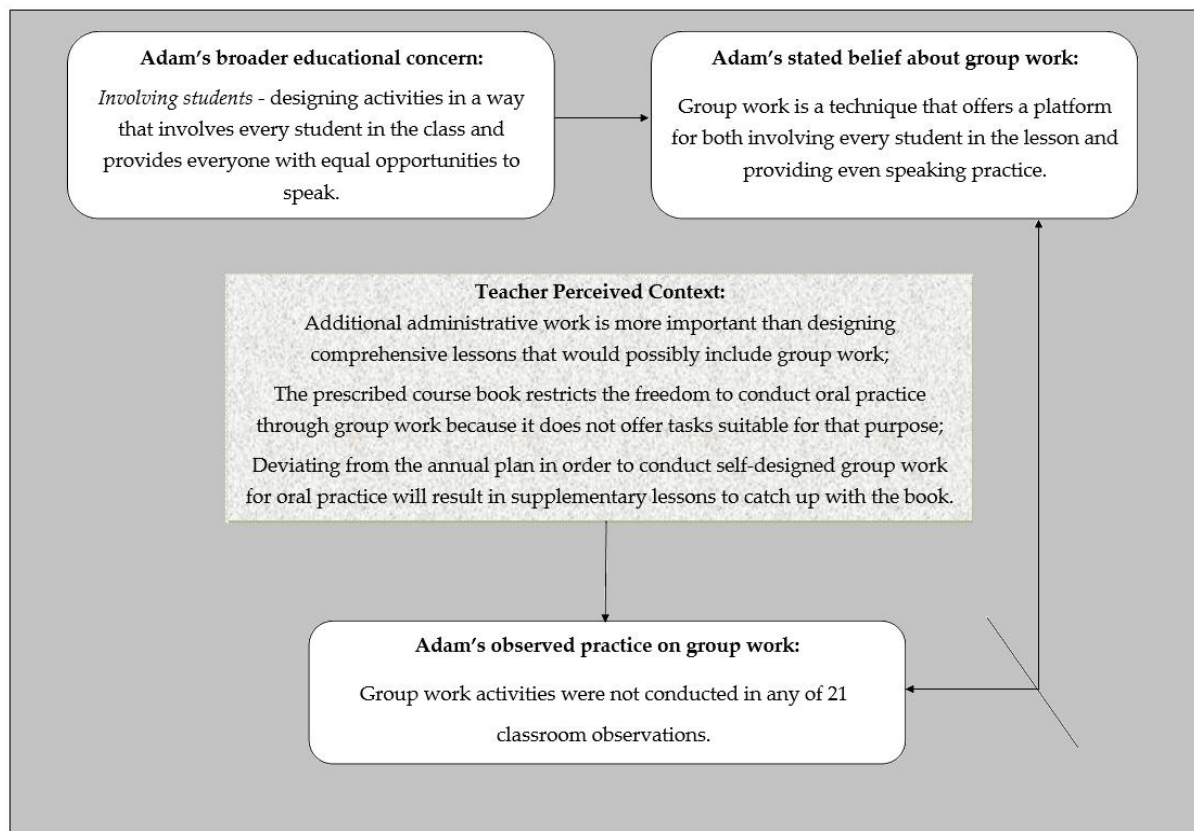 Adam’s broader educational concern:
Involving students - designing activities in a way
that involves every student in the class and
provides everyone with equal opportunities to
speak.
Adam’s stated belief about group work:
Group work is a technique that offers a platform
for both involving every student in the lesson and
providing even speaking practice.
Teacher Perceived Context:
Additional administrative work is more important than designing
comprehensive lessons that would possibly include group work;
The prescribed course book restricts the freedom to conduct oral practice
through group work because it does not offer tasks suitable for that purpose;
Deviating from the annual plan in order to conduct self-designed group work
for oral practice will result in supplementary lessons to catch up with the book.
Adam’s observed practice on group work:
Group work activities were not conducted in any of 21
classroom observations.